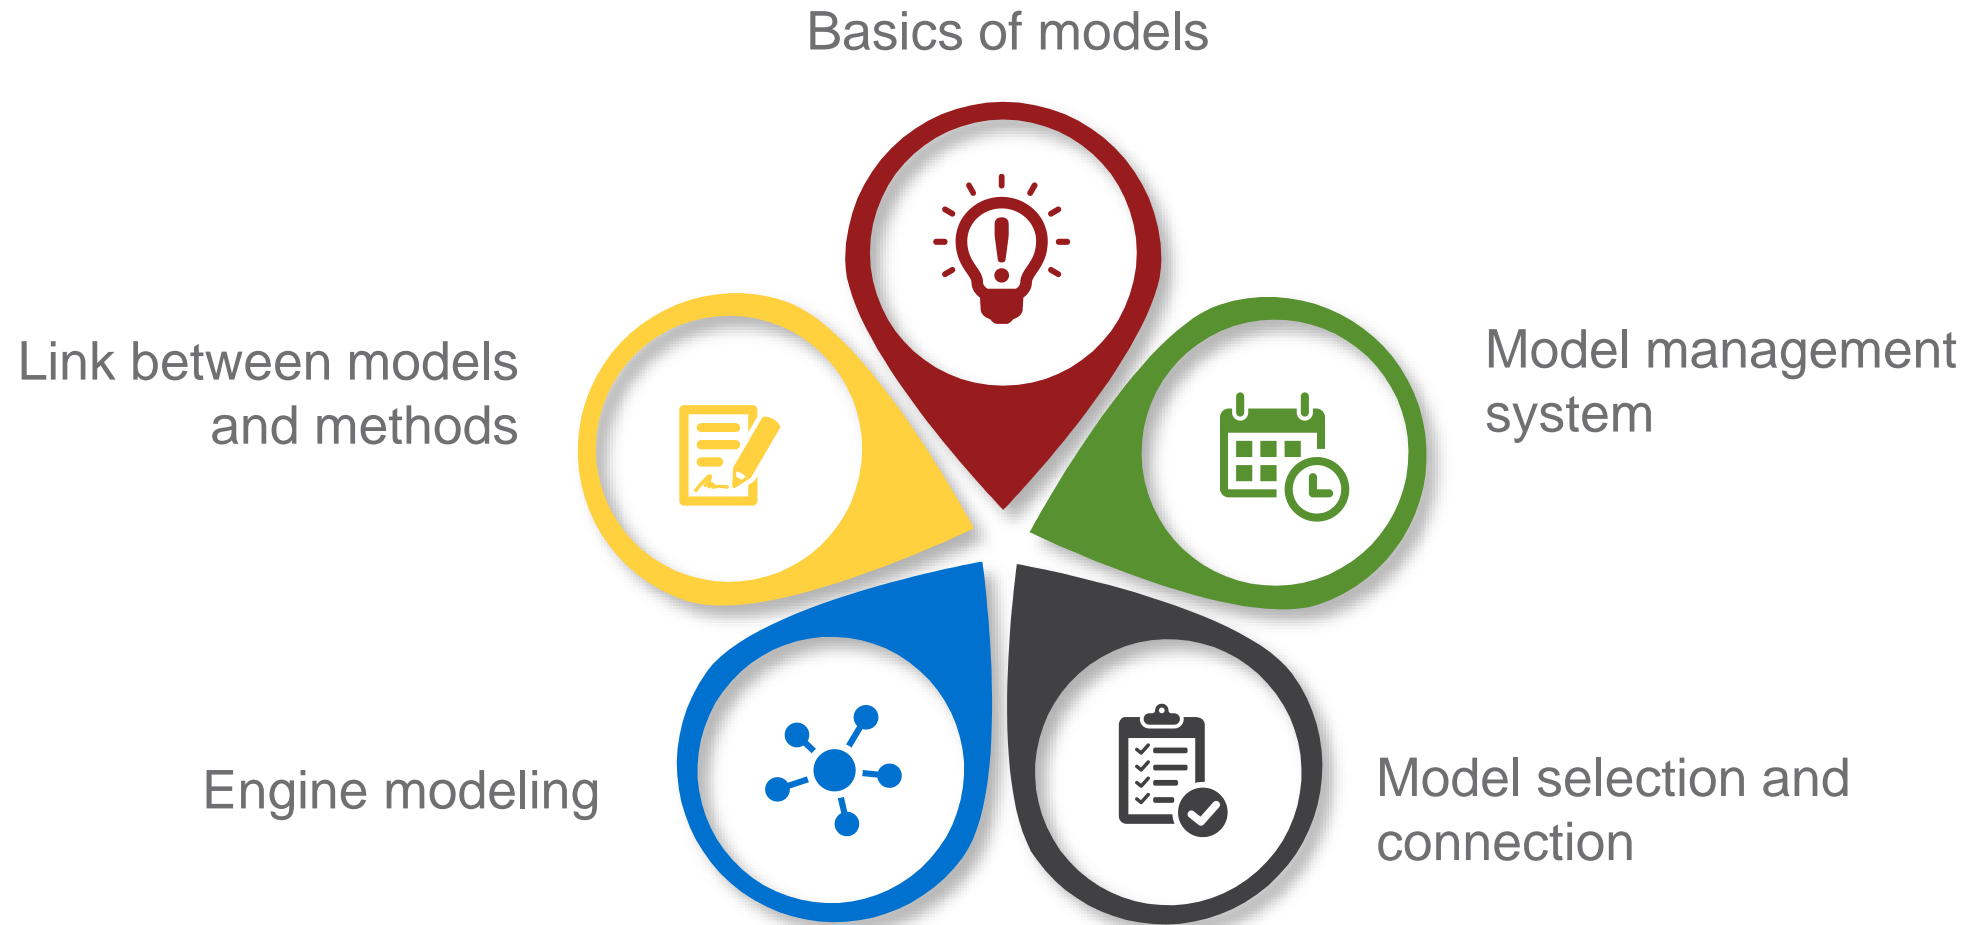 Basics of models
Link between models
and methods
Model management
system
Engine modeling
Model selection and
connection